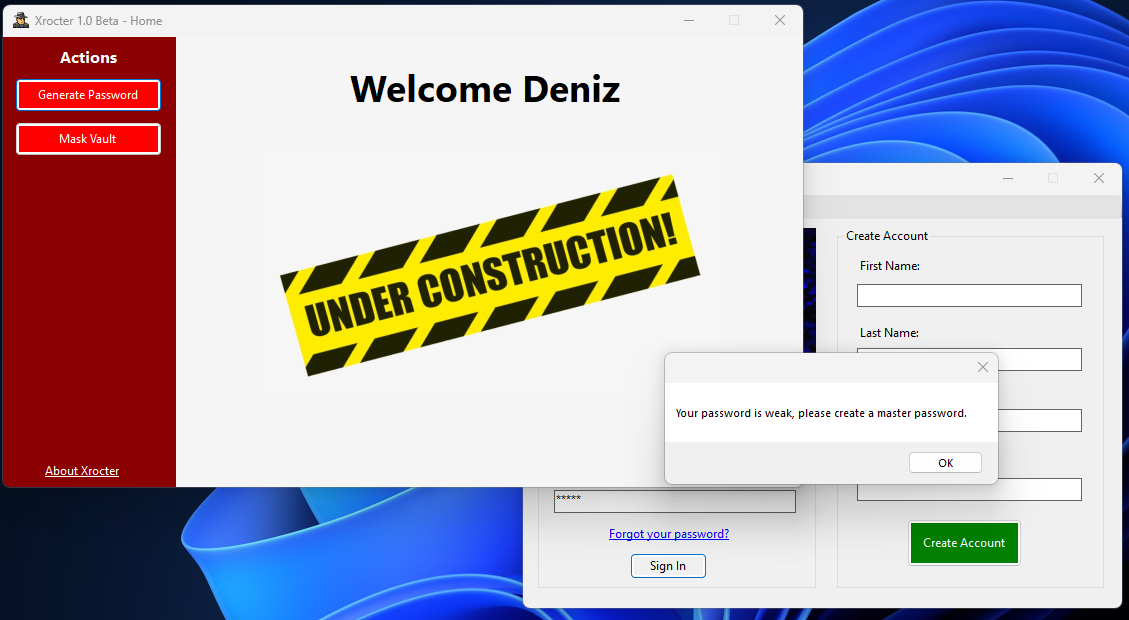 Xrocter 1.0 Beta - Home
Actions
Generate Password
Mask Vault
About Xrocter
Welcome Deniz
UNDER CONSTRUCTION!
Create Account
First Name:
Last Name:
Your password is weak, please create a master password.
OK
*****
Forgot your password?
Sign In
Create Account